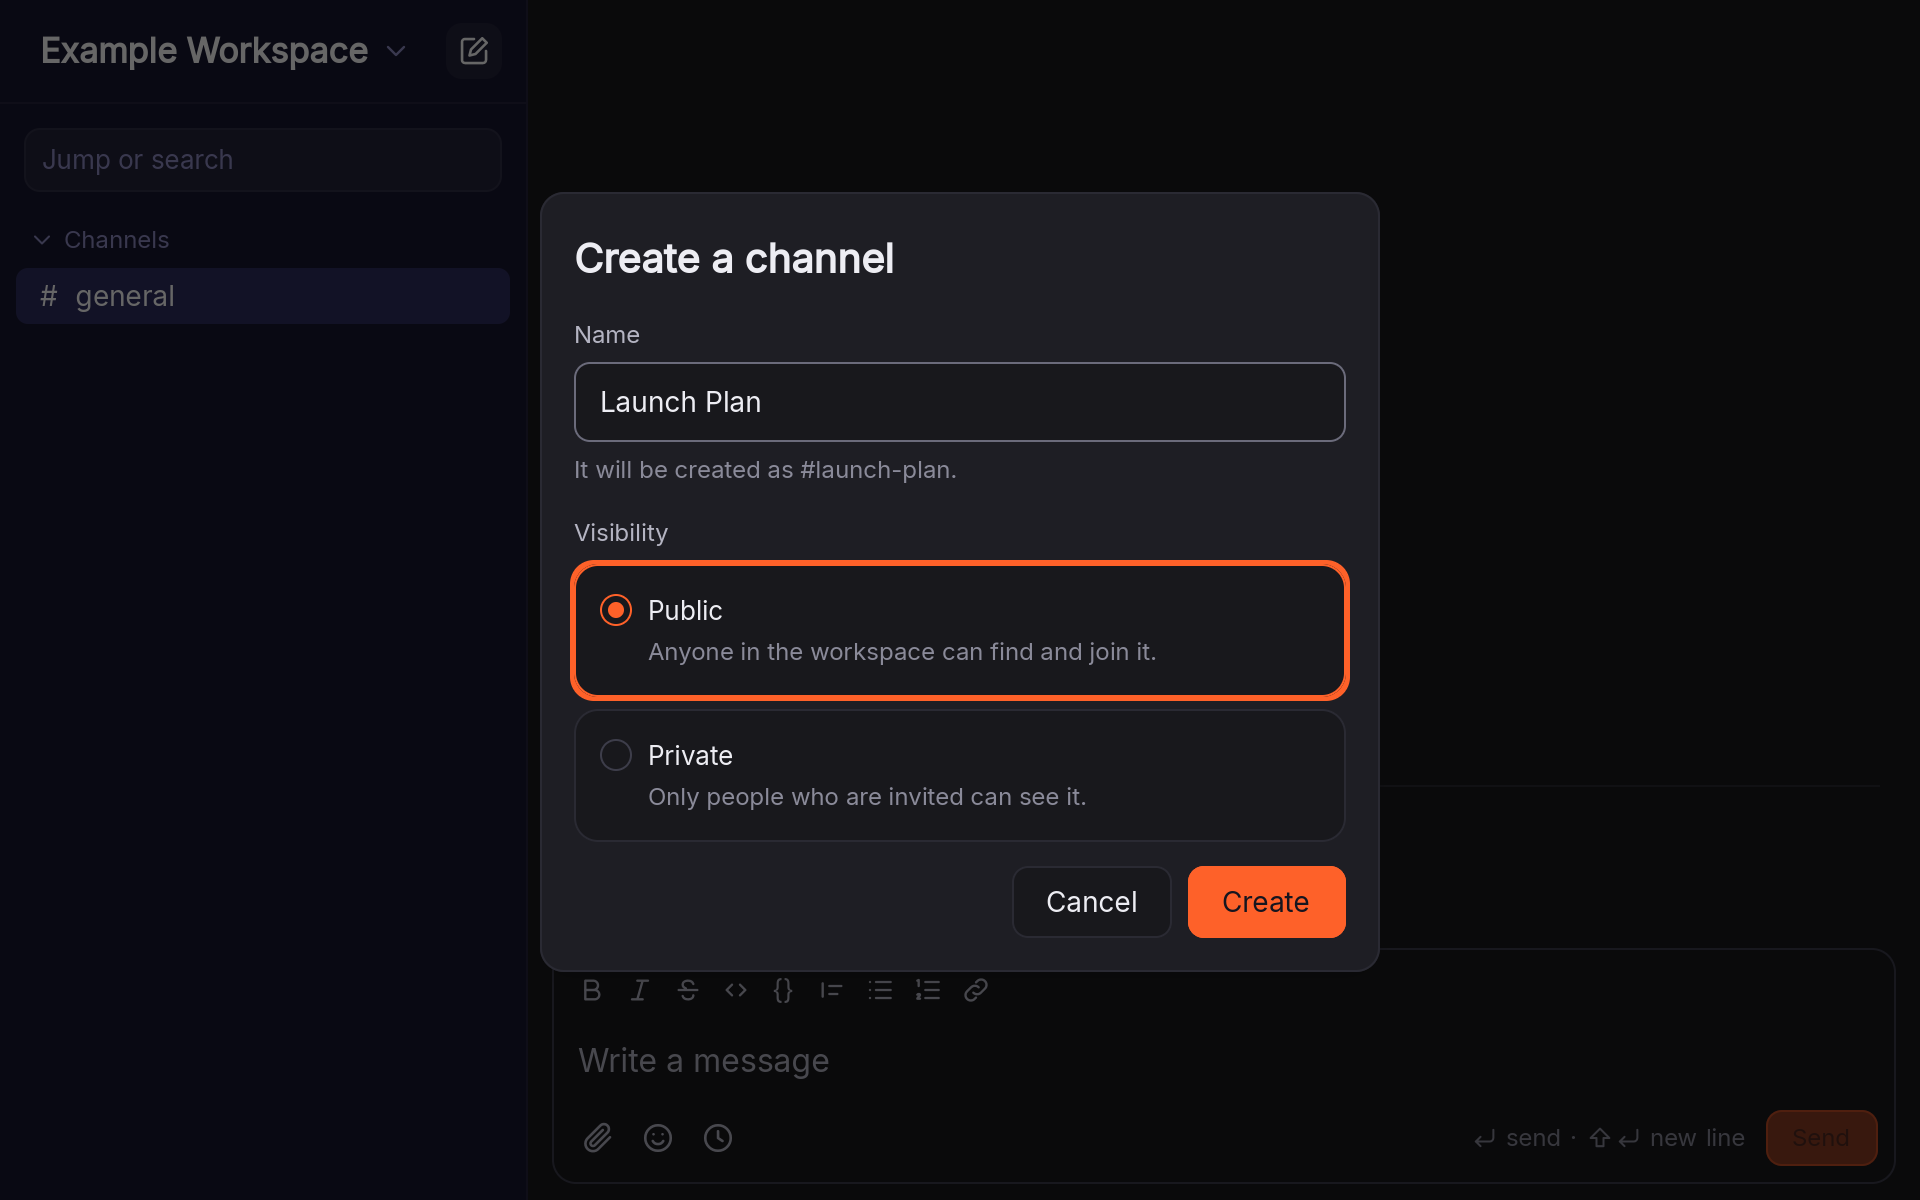 Example Workspace
Jump or search
Channels
# general
Create a channel
Name
Launch Plan
It will be created as #launch-plan.
Visibility
Public
Anyone in the workspace can find and join it.
Private
Only people who are invited can see it.
Cancel
Create
Write a message
send · new line
Send